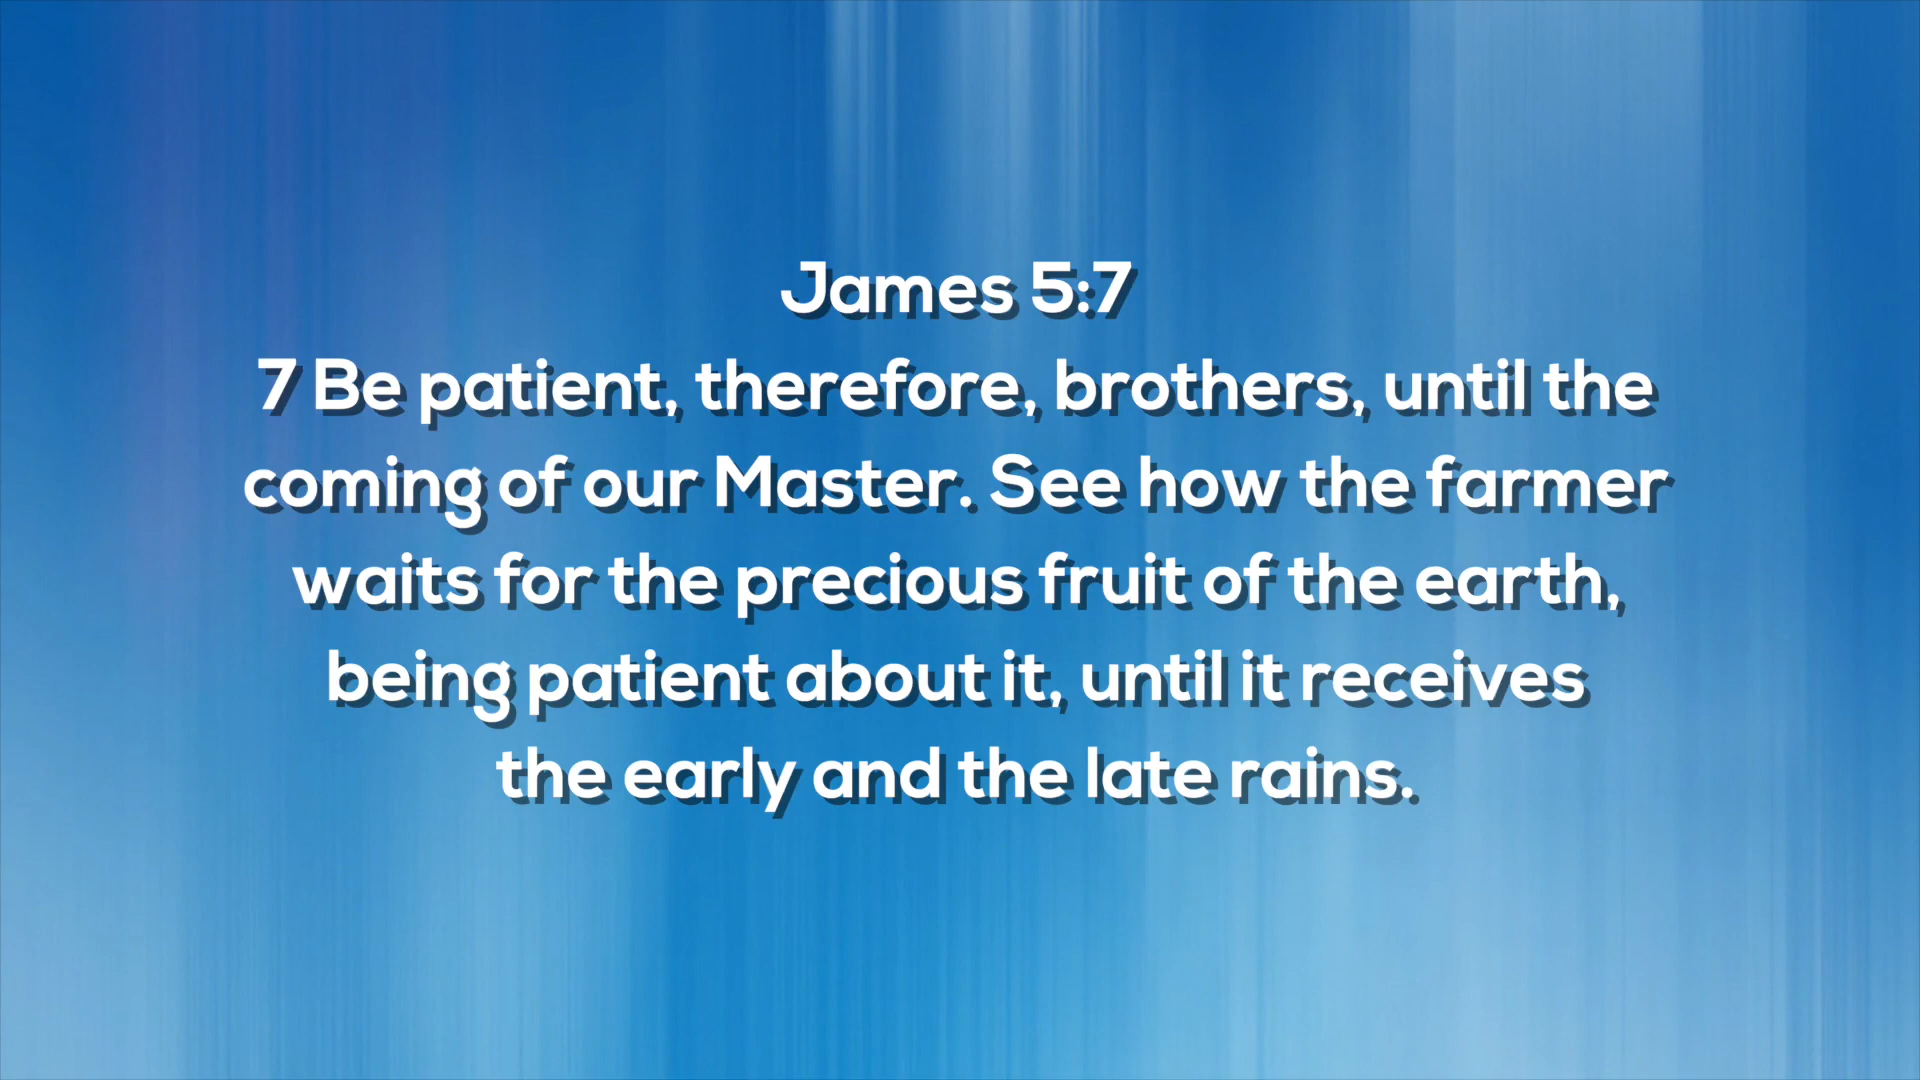 James 5:7
7 Be patient, therefore, brothers, until the
coming of our Master. See how the farmer
waits for the precious fruit of the earth,
being patient about it, until it receives
the early and the late rains.